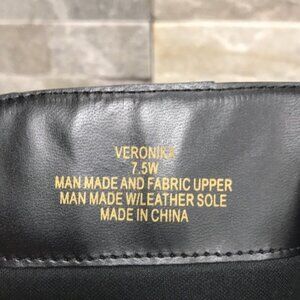 VERONIKA
7.5W
MAN MADE AND FABRIC UPPER
MAN MADE W/LEATHER SOLE
MADE IN CHINA